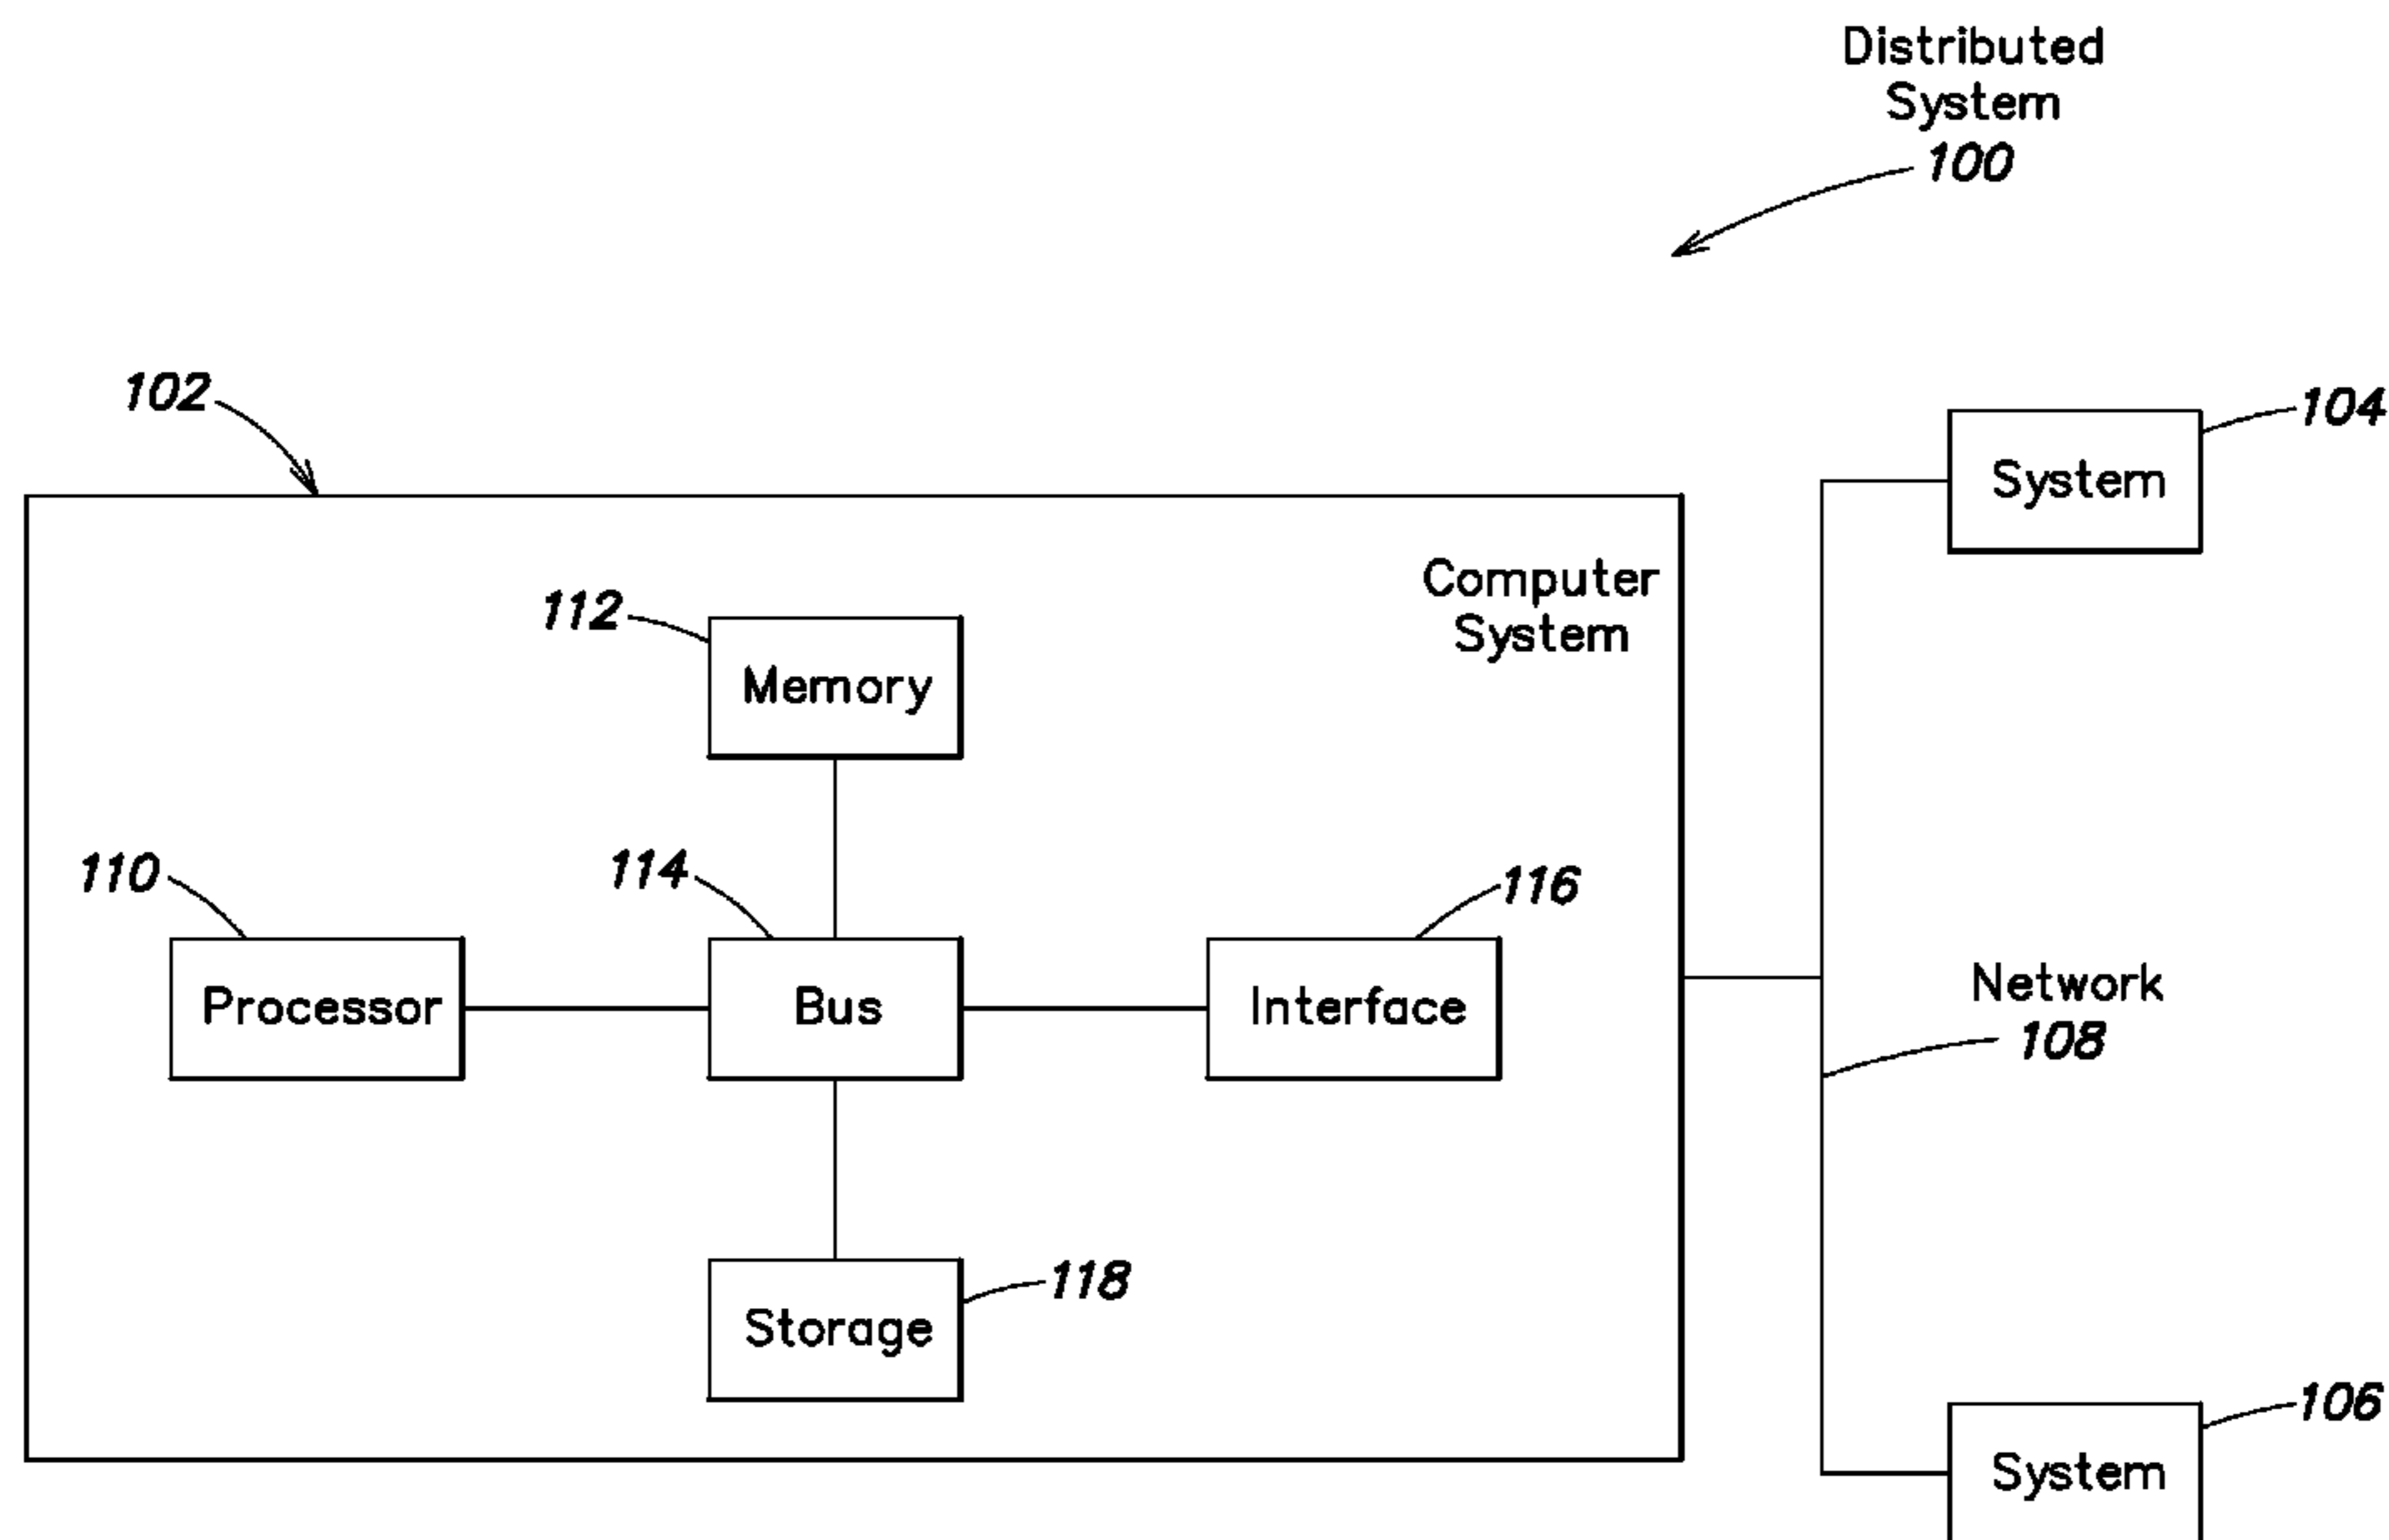 Distributed
System
100
102
104
System
Computer
System
112
Memory
110
114
116
Processor
Bus
Interface
Network
108
118
Storage
106
System